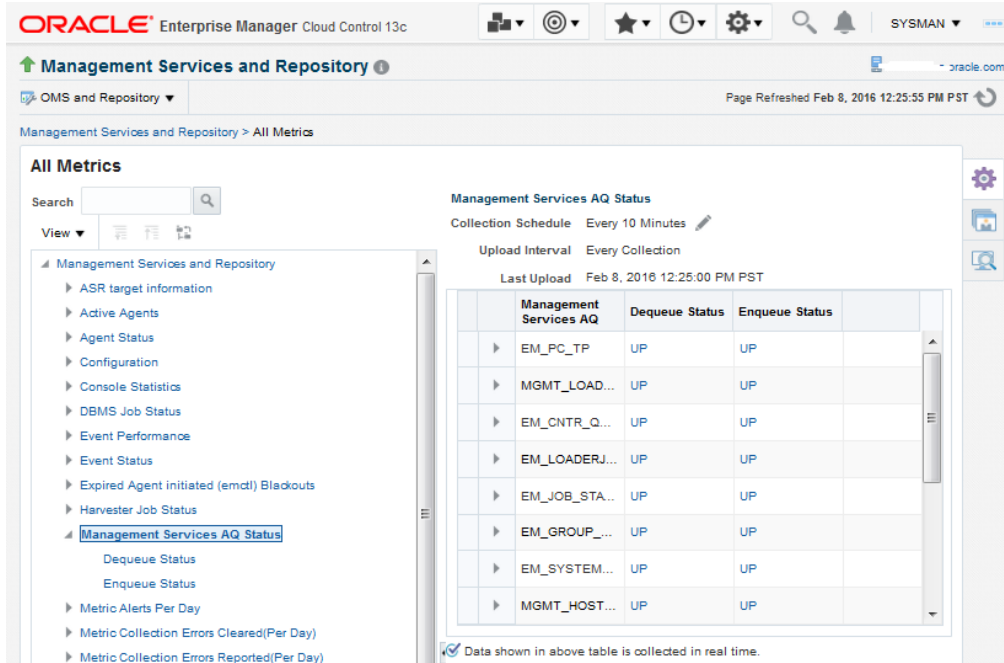 ORACLE® Enterprise Manager Cloud Control 13c
SYSMAN
Management Services and Repository
oracle.com
OMS and Repository
Page Refreshed Feb 8, 2016 12:25:55 PM PST
Management Services and Repository > All Metrics
All Metrics
Search
View
Management Services and Repository
ASR target information
Active Agents
Agent Status
Configuration
Console Statistics
DBMS Job Status
Event Performance
Event Status
Expired Agent initiated (emctl) Blackouts
Harvester Job Status
Management Services AQ Status
Dequeue Status
Enqueue Status
Metric Alerts Per Day
Metric Collection Errors Cleared(Per Day)
Metric Collection Errors Reported(Per Day)
Management Services AQ Status
Collection Schedule Every 10 Minutes
Upload Interval Every Collection
Last Upload Feb 8, 2016 12:25:00 PM PST
Management Services AQ Dequeue Status Enqueue Status
EM_PC_TP UP UP
MGMT_LOAD... UP UP
EM_CNTR_Q... UP UP
EM_LOADERJ... UP UP
EM_JOB_STA... UP UP
EM_GROUP_... UP UP
EM_SYSTEM... UP UP
MGMT_HOST... UP UP
Data shown in above table is collected in real time.